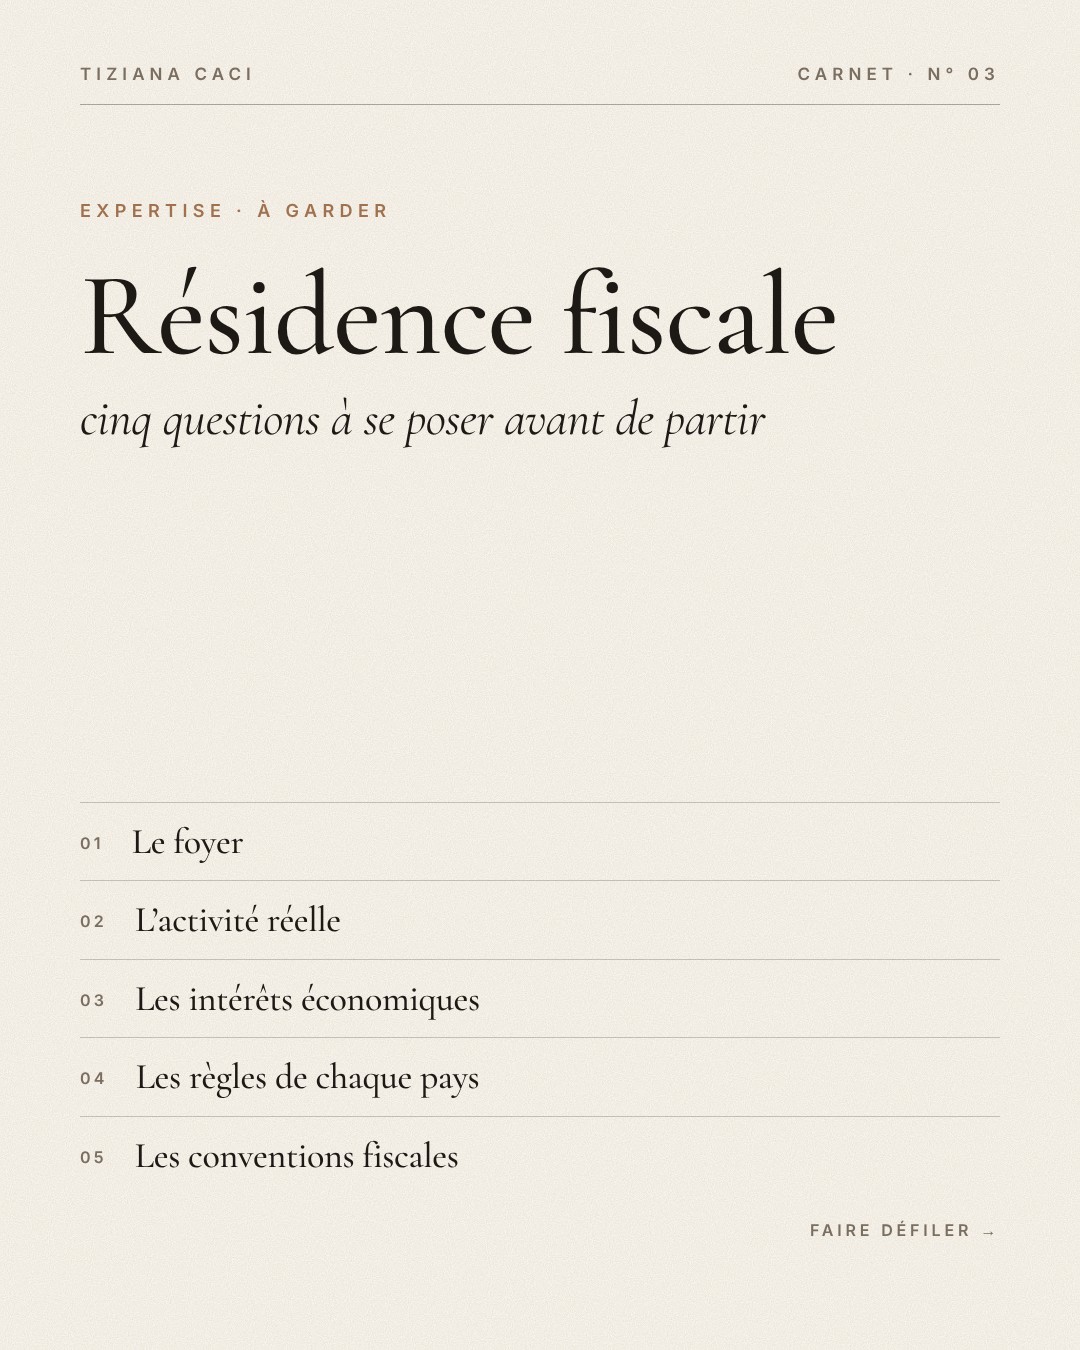 TIZIANA CACI
CARNET · N° 03
EXPERTISE · À GARDER
Résidence fiscale
cinq questions à se poser avant de partir
01 Le foyer
02 L’activité réelle
03 Les intérêts économiques
04 Les règles de chaque pays
05 Les conventions fiscales
FAIRE DÉFILER →